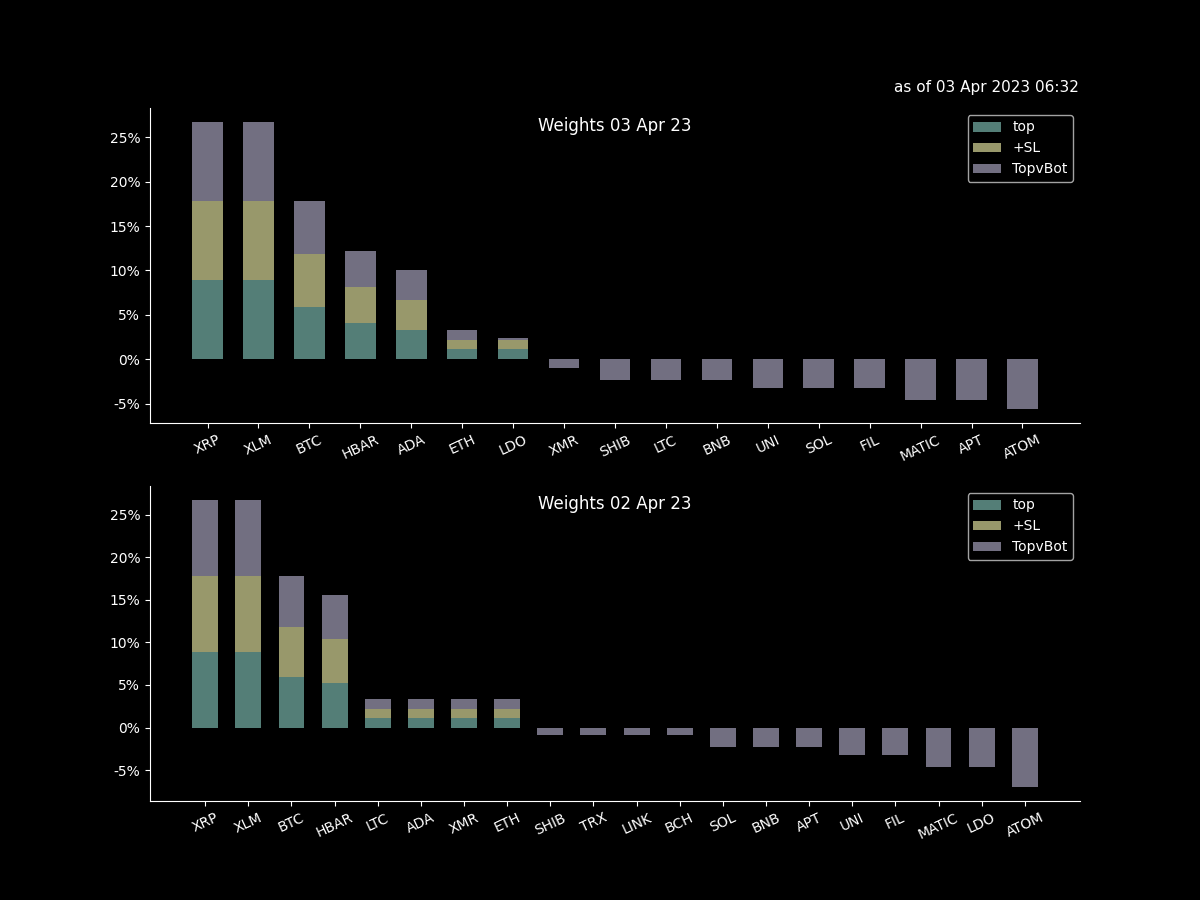 as of 03 Apr 2023 06:32
Weights 03 Apr 23
top
+SL
TopvBot
25%
20%
15%
10%
5%
0%
-5%
XRP XLM BTC HBAR ADA ETH LDO XMR SHIB LTC BNB UNI SOL FIL MATIC APT ATOM
Weights 02 Apr 23
top
+SL
TopvBot
25%
20%
15%
10%
5%
0%
-5%
XRP XLM BTC HBAR LTC ADA XMR ETH SHIB TRX LINK BCH SOL BNB APT UNI FIL MATIC LDO ATOM